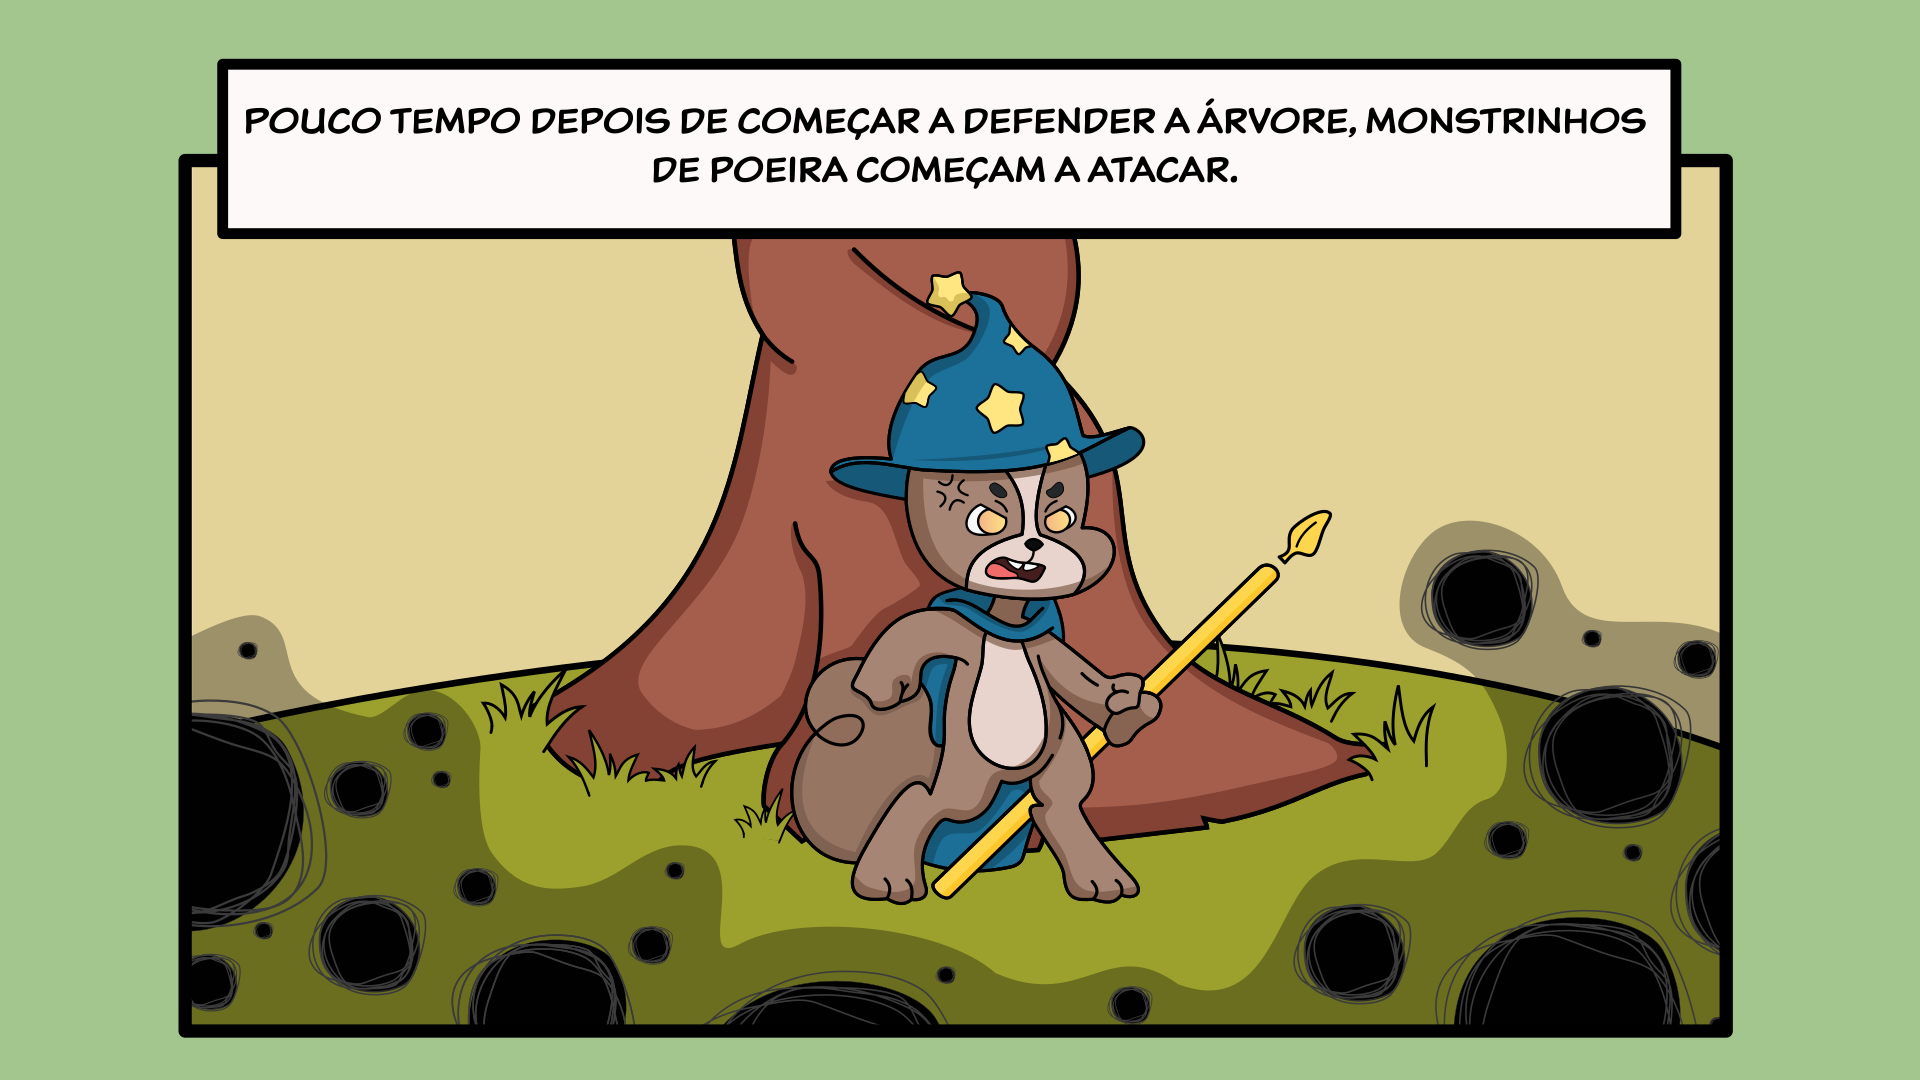 POUCO TEMPO DEPOIS DE COMEÇAR A DEFENDER A ÁRVORE, MONSTRINHOS
DE POEIRA COMEÇAM A ATACAR.